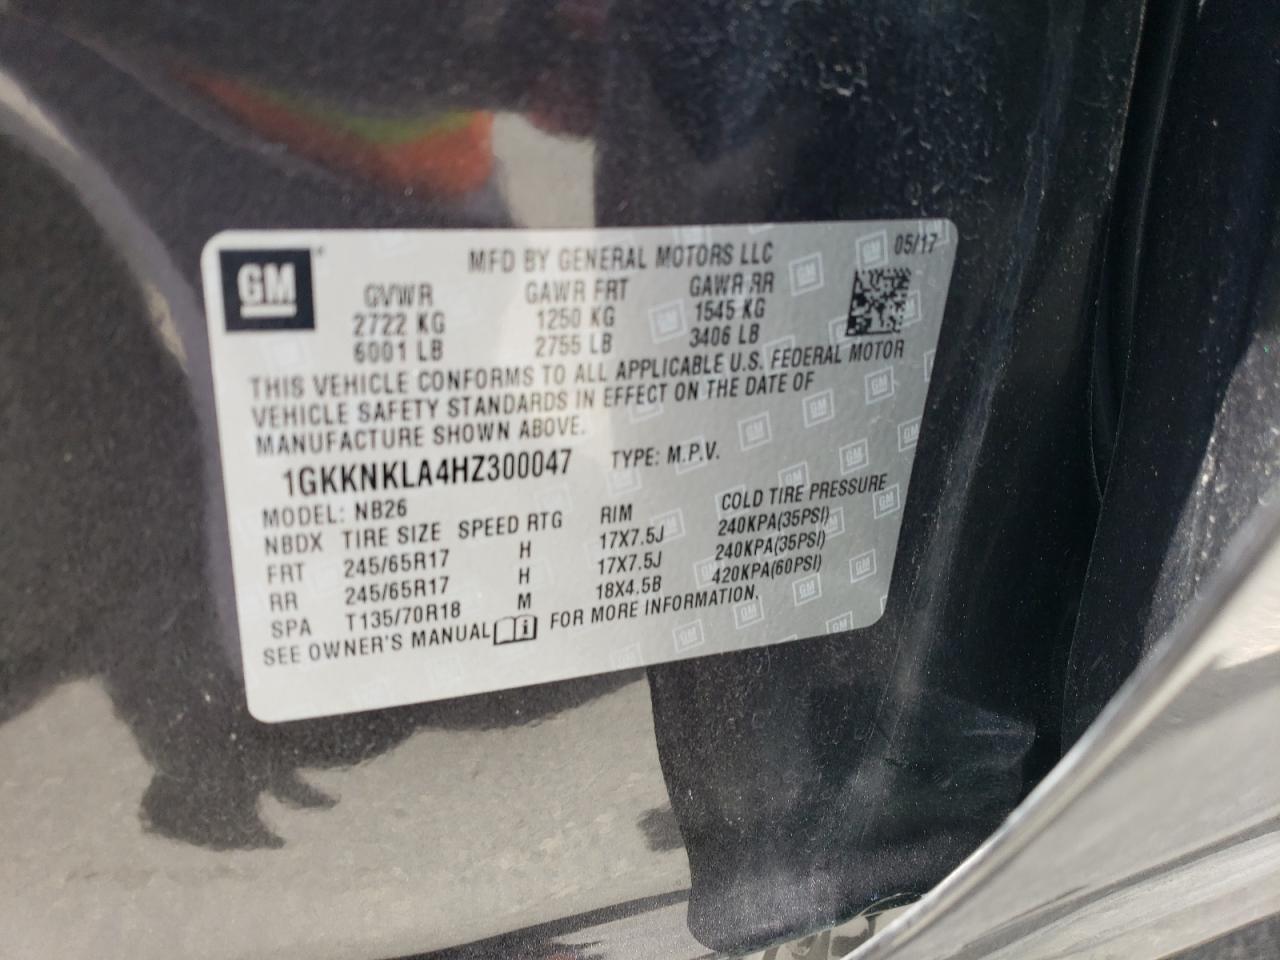 GM
MFD BY GENERAL MOTORS LLC 05/17
GVWR GAWR FRT GAWR RR
2722 KG 1250 KG 1545 KG
6001 LB 2755 LB 3406 LB
THIS VEHICLE CONFORMS TO ALL APPLICABLE U.S. FEDERAL MOTOR
VEHICLE SAFETY STANDARDS IN EFFECT ON THE DATE OF
MANUFACTURE SHOWN ABOVE.
1GKKNKLA4HZ300047 TYPE: M.P.V.
MODEL: NB26
NBDX TIRE SIZE SPEED RTG RIM COLD TIRE PRESSURE
FRT 245/65R17 H 17X7.5J 240KPA(35PSI)
RR 245/65R17 H 17X7.5J 240KPA(35PSI)
SPA T135/70R18 M 18X4.5B 420KPA(60PSI)
SEE OWNER'S MANUAL FOR MORE INFORMATION.